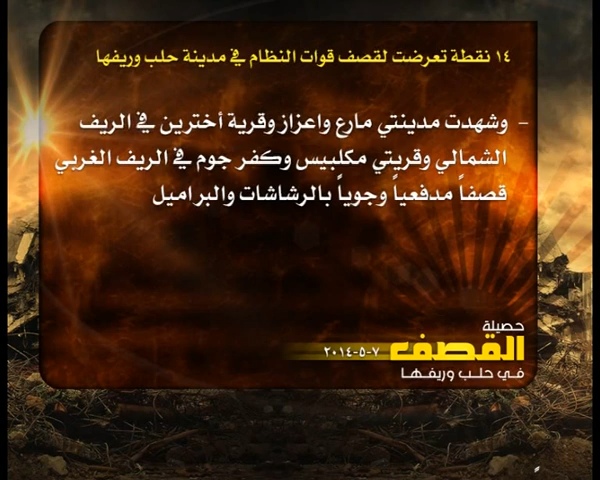 ١٤ نقطة تعرضت لقصف قوات النظام في مدينة حلب وريفها
- وشهدت مدينتي مارع واعزاز وقرية أخترين في الريف
الشمالي وقريتي مكلبيس وكفر جوم في الريف الغربي
قصفاً مدفعياً وجوياً بالرشاشات والبراميل
حصيلة
القصف ٧-٥-٢٠١٤
في حلب وريفها